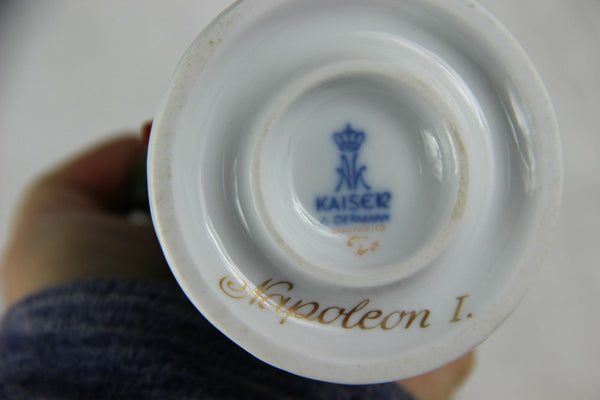 KAISER
GERMANY
Napoleon I.